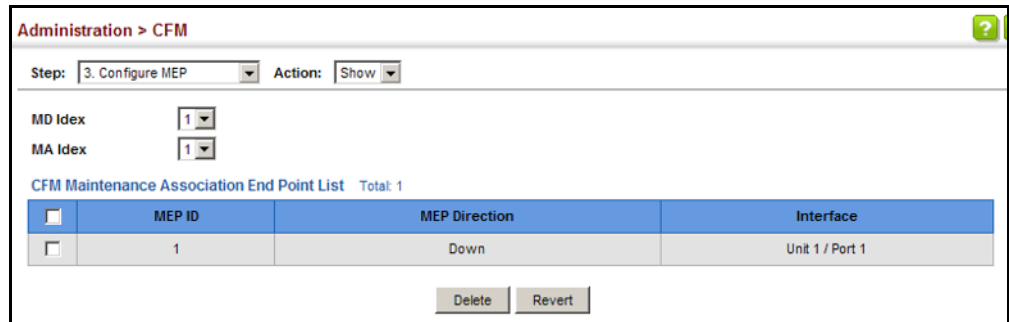 Administration > CFM ?
Step: 3. Configure MEP Action: Show
MD Idex 1
MA Idex 1
CFM Maintenance Association End Point List Total: 1
MEP ID MEP Direction Interface
1 Down Unit 1 / Port 1
Delete Revert